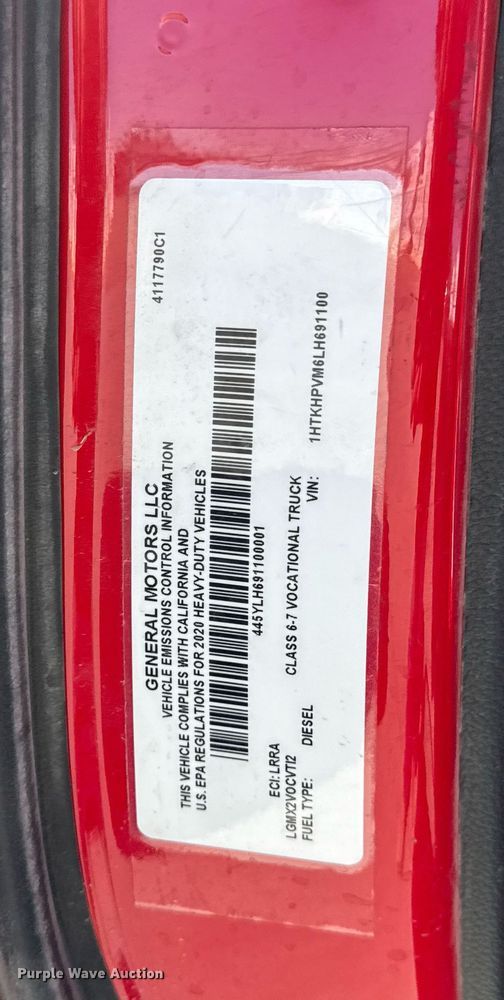 4117790C1
GENERAL MOTORS LLC
VEHICLE EMISSIONS CONTROL INFORMATION
THIS VEHICLE COMPLIES WITH CALIFORNIA AND
U.S. EPA REGULATIONS FOR 2020 HEAVY-DUTY VEHICLES
445YLH691100001
ECI: LRRA
LGMX2VOCVTI2 CLASS 6-7 VOCATIONAL TRUCK
FUEL TYPE: DIESEL VIN: 1HTKHPVM6LH691100
Purple Wave Auction